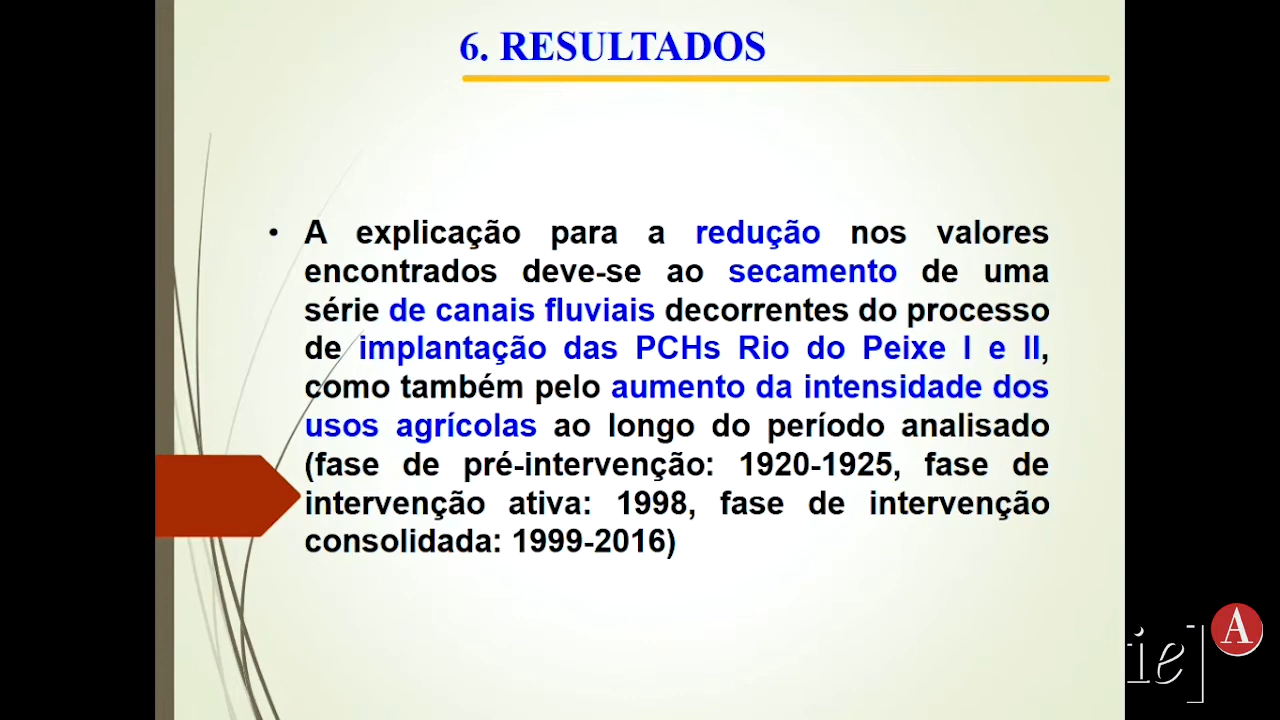 6. RESULTADOS
• A explicação para a redução nos valores
encontrados deve-se ao secamento de uma
série de canais fluviais decorrentes do processo
de implantação das PCHs Rio do Peixe I e II,
como também pelo aumento da intensidade dos
usos agrícolas ao longo do período analisado
(fase de pré-intervenção: 1920-1925, fase de
intervenção ativa: 1998, fase de intervenção
consolidada: 1999-2016)
A
ie]